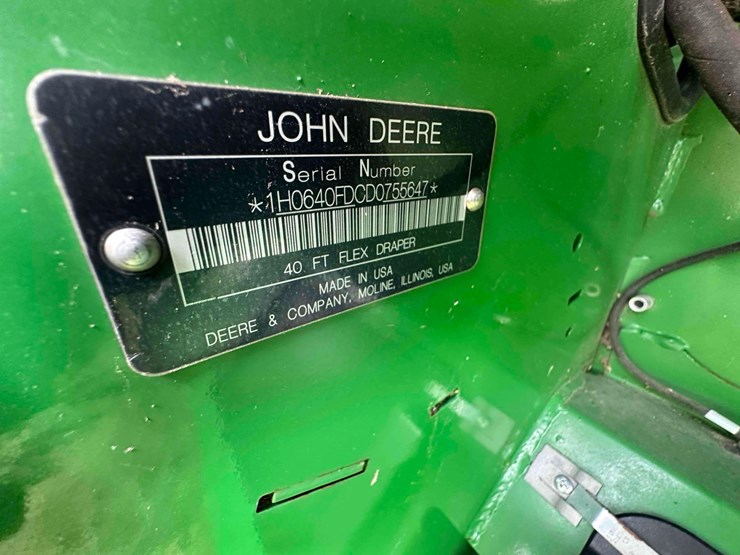 JOHN DEERE
Serial Number
*1H0640FDCD0755647*
40 FT FLEX DRAPER
MADE IN USA
DEERE & COMPANY, MOLINE, ILLINOIS, USA